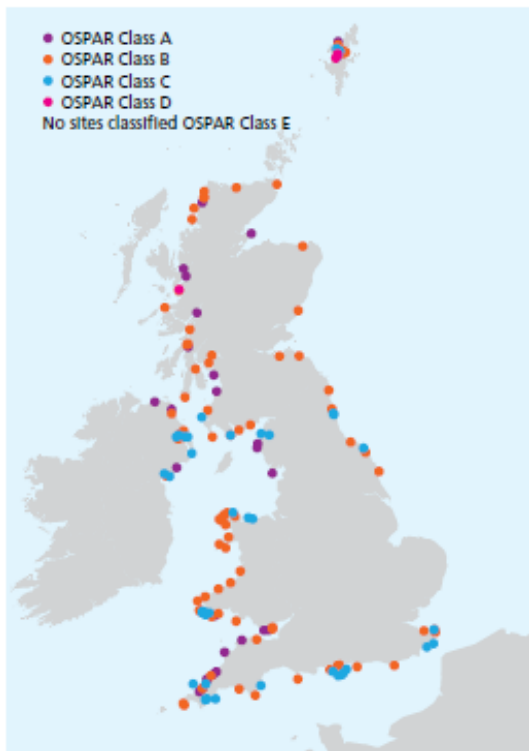 OSPAR Class A
OSPAR Class B
OSPAR Class C
OSPAR Class D
No sites classified OSPAR Class E